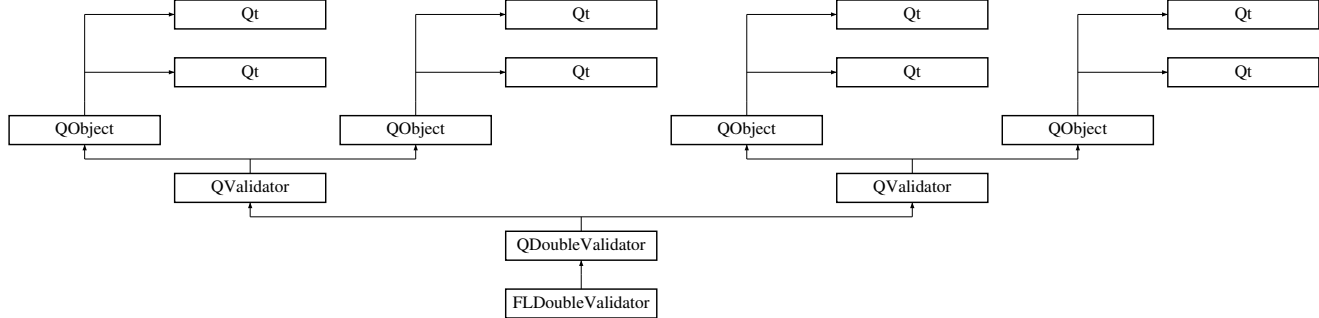 Qt
Qt
Qt
Qt
Qt
Qt
Qt
Qt
QObject
QObject
QObject
QObject
QValidator
QValidator
QDoubleValidator
FLDoubleValidator